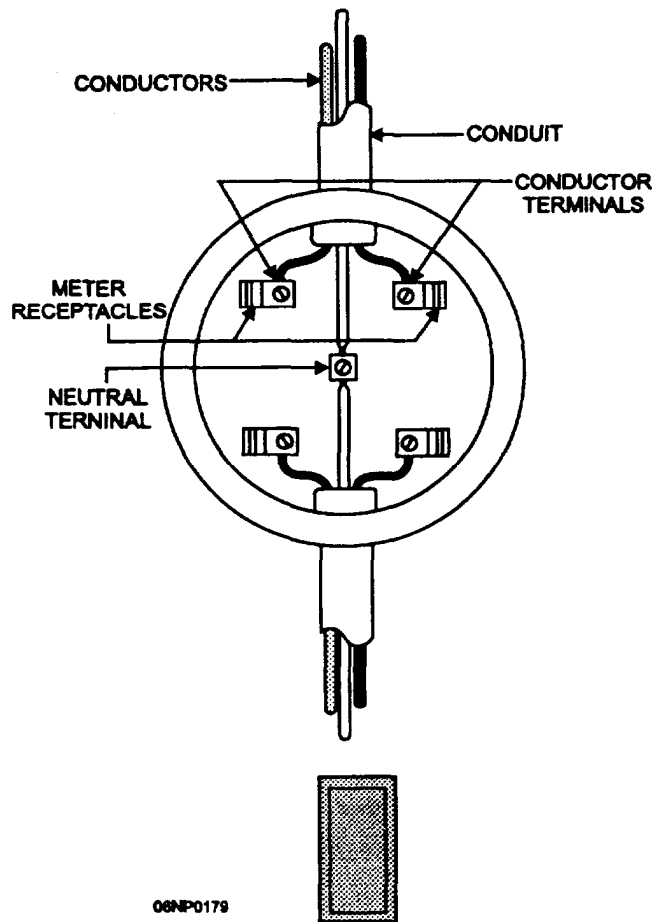 CONDUCTORS
CONDUIT
CONDUCTOR
TERMINALS
METER
RECEPTACLES
NEUTRAL
TERNINAL
06NP0179